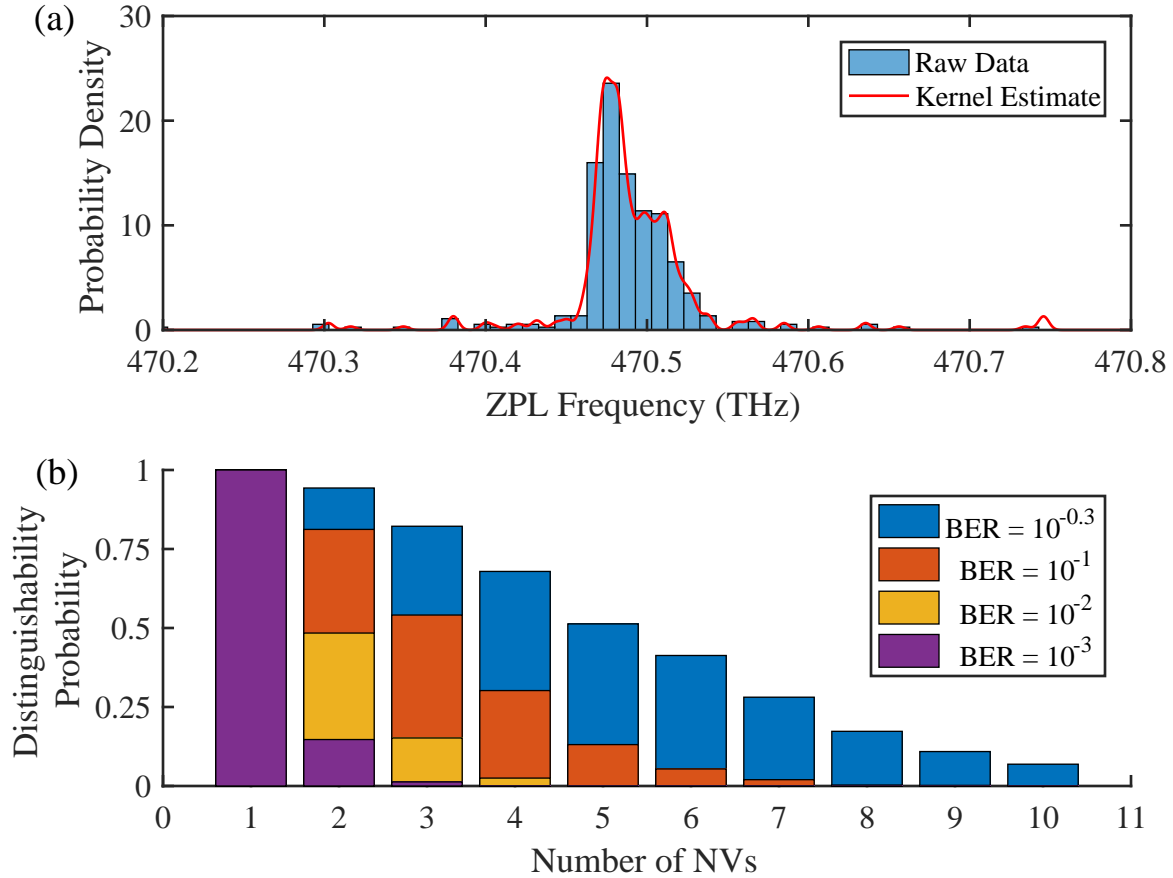 (a)
30
20
10
0
Probability Density
Raw Data
Kernel Estimate
470.2 470.3 470.4 470.5 470.6 470.7 470.8
ZPL Frequency (THz)
(b)
1
0.75
0.5
0.25
0
Distinguishability
Probability
BER = 10^-0.3
BER = 10^-1
BER = 10^-2
BER = 10^-3
0 1 2 3 4 5 6 7 8 9 10 11
Number of NVs